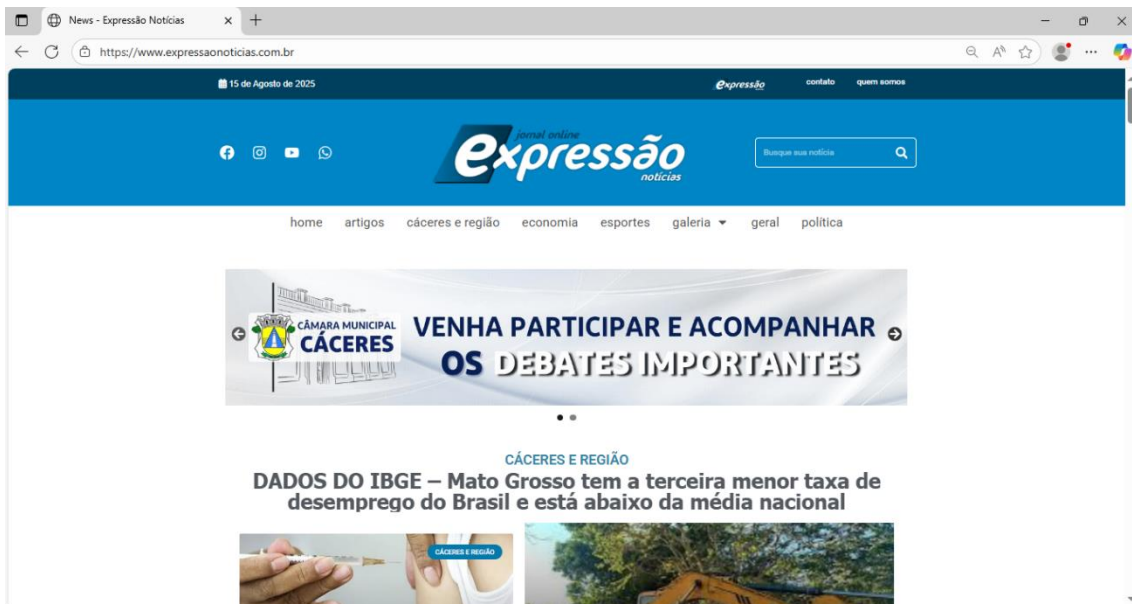 News - Expressão Notícias
https://www.expressaonoticias.com.br
15 de Agosto de 2025
expressão
contato
quem somos
jornal online
expressão
notícias
Busque sua notícia
home artigos cáceres e região economia esportes galeria geral política
CÂMARA MUNICIPAL
CÁCERES
VENHA PARTICIPAR E ACOMPANHAR
OS DEBATES IMPORTANTES
CÁCERES E REGIÃO
DADOS DO IBGE – Mato Grosso tem a terceira menor taxa de
desemprego do Brasil e está abaixo da média nacional
CÁCERES E REGIÃO